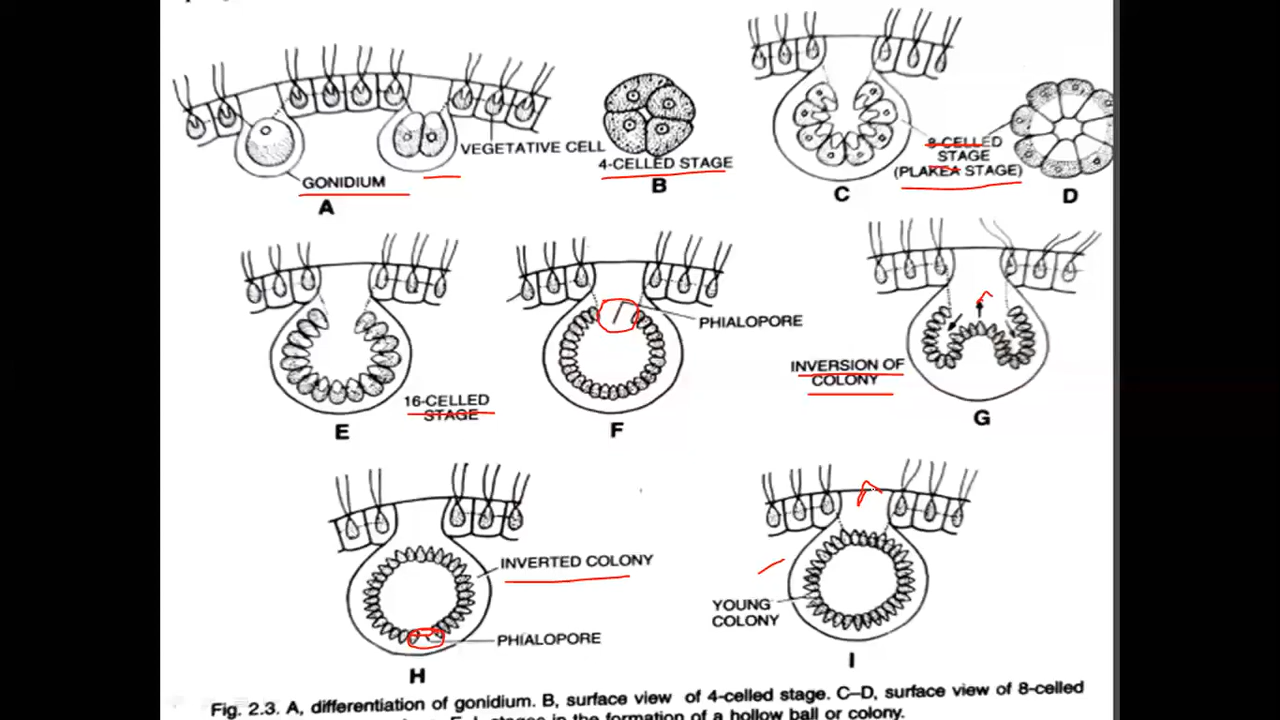 VEGETATIVE CELL
GONIDIUM
A
4-CELLED STAGE
B
C
8-CELLED
STAGE
(PLAKEA STAGE)
D
16-CELLED
STAGE
E
PHIALOPORE
F
INVERSION OF
COLONY
G
INVERTED COLONY
PHIALOPORE
H
YOUNG
COLONY
I
Fig. 2.3. A, differentiation of gonidium. B, surface view of 4-celled stage. C–D, surface view of 8-celled
stages in the formation of a hollow ball or colony.